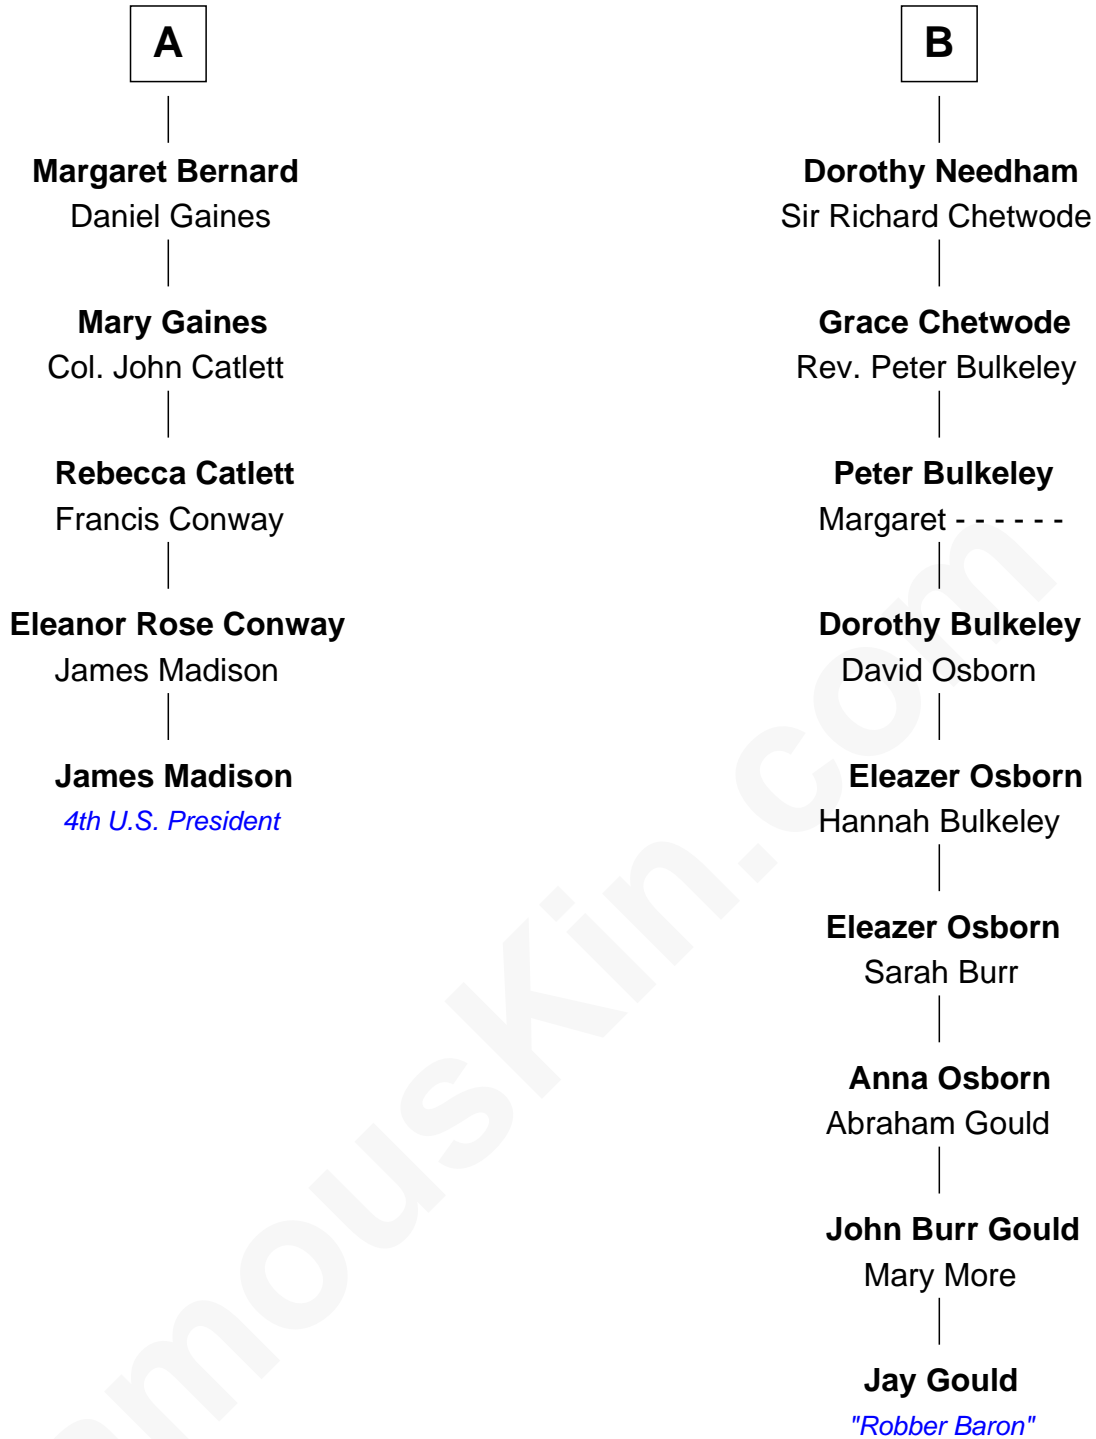 A
Margaret Bernard
Daniel Gaines
Mary Gaines
Col. John Catlett
Rebecca Catlett
Francis Conway
Eleanor Rose Conway
James Madison
James Madison
4th U.S. President
B
Dorothy Needham
Sir Richard Chetwode
Grace Chetwode
Rev. Peter Bulkeley
Peter Bulkeley
Margaret - - - - - -
Dorothy Bulkeley
David Osborn
Eleazer Osborn
Hannah Bulkeley
Eleazer Osborn
Sarah Burr
Anna Osborn
Abraham Gould
John Burr Gould
Mary More
Jay Gould
"Robber Baron"
amouskin.com